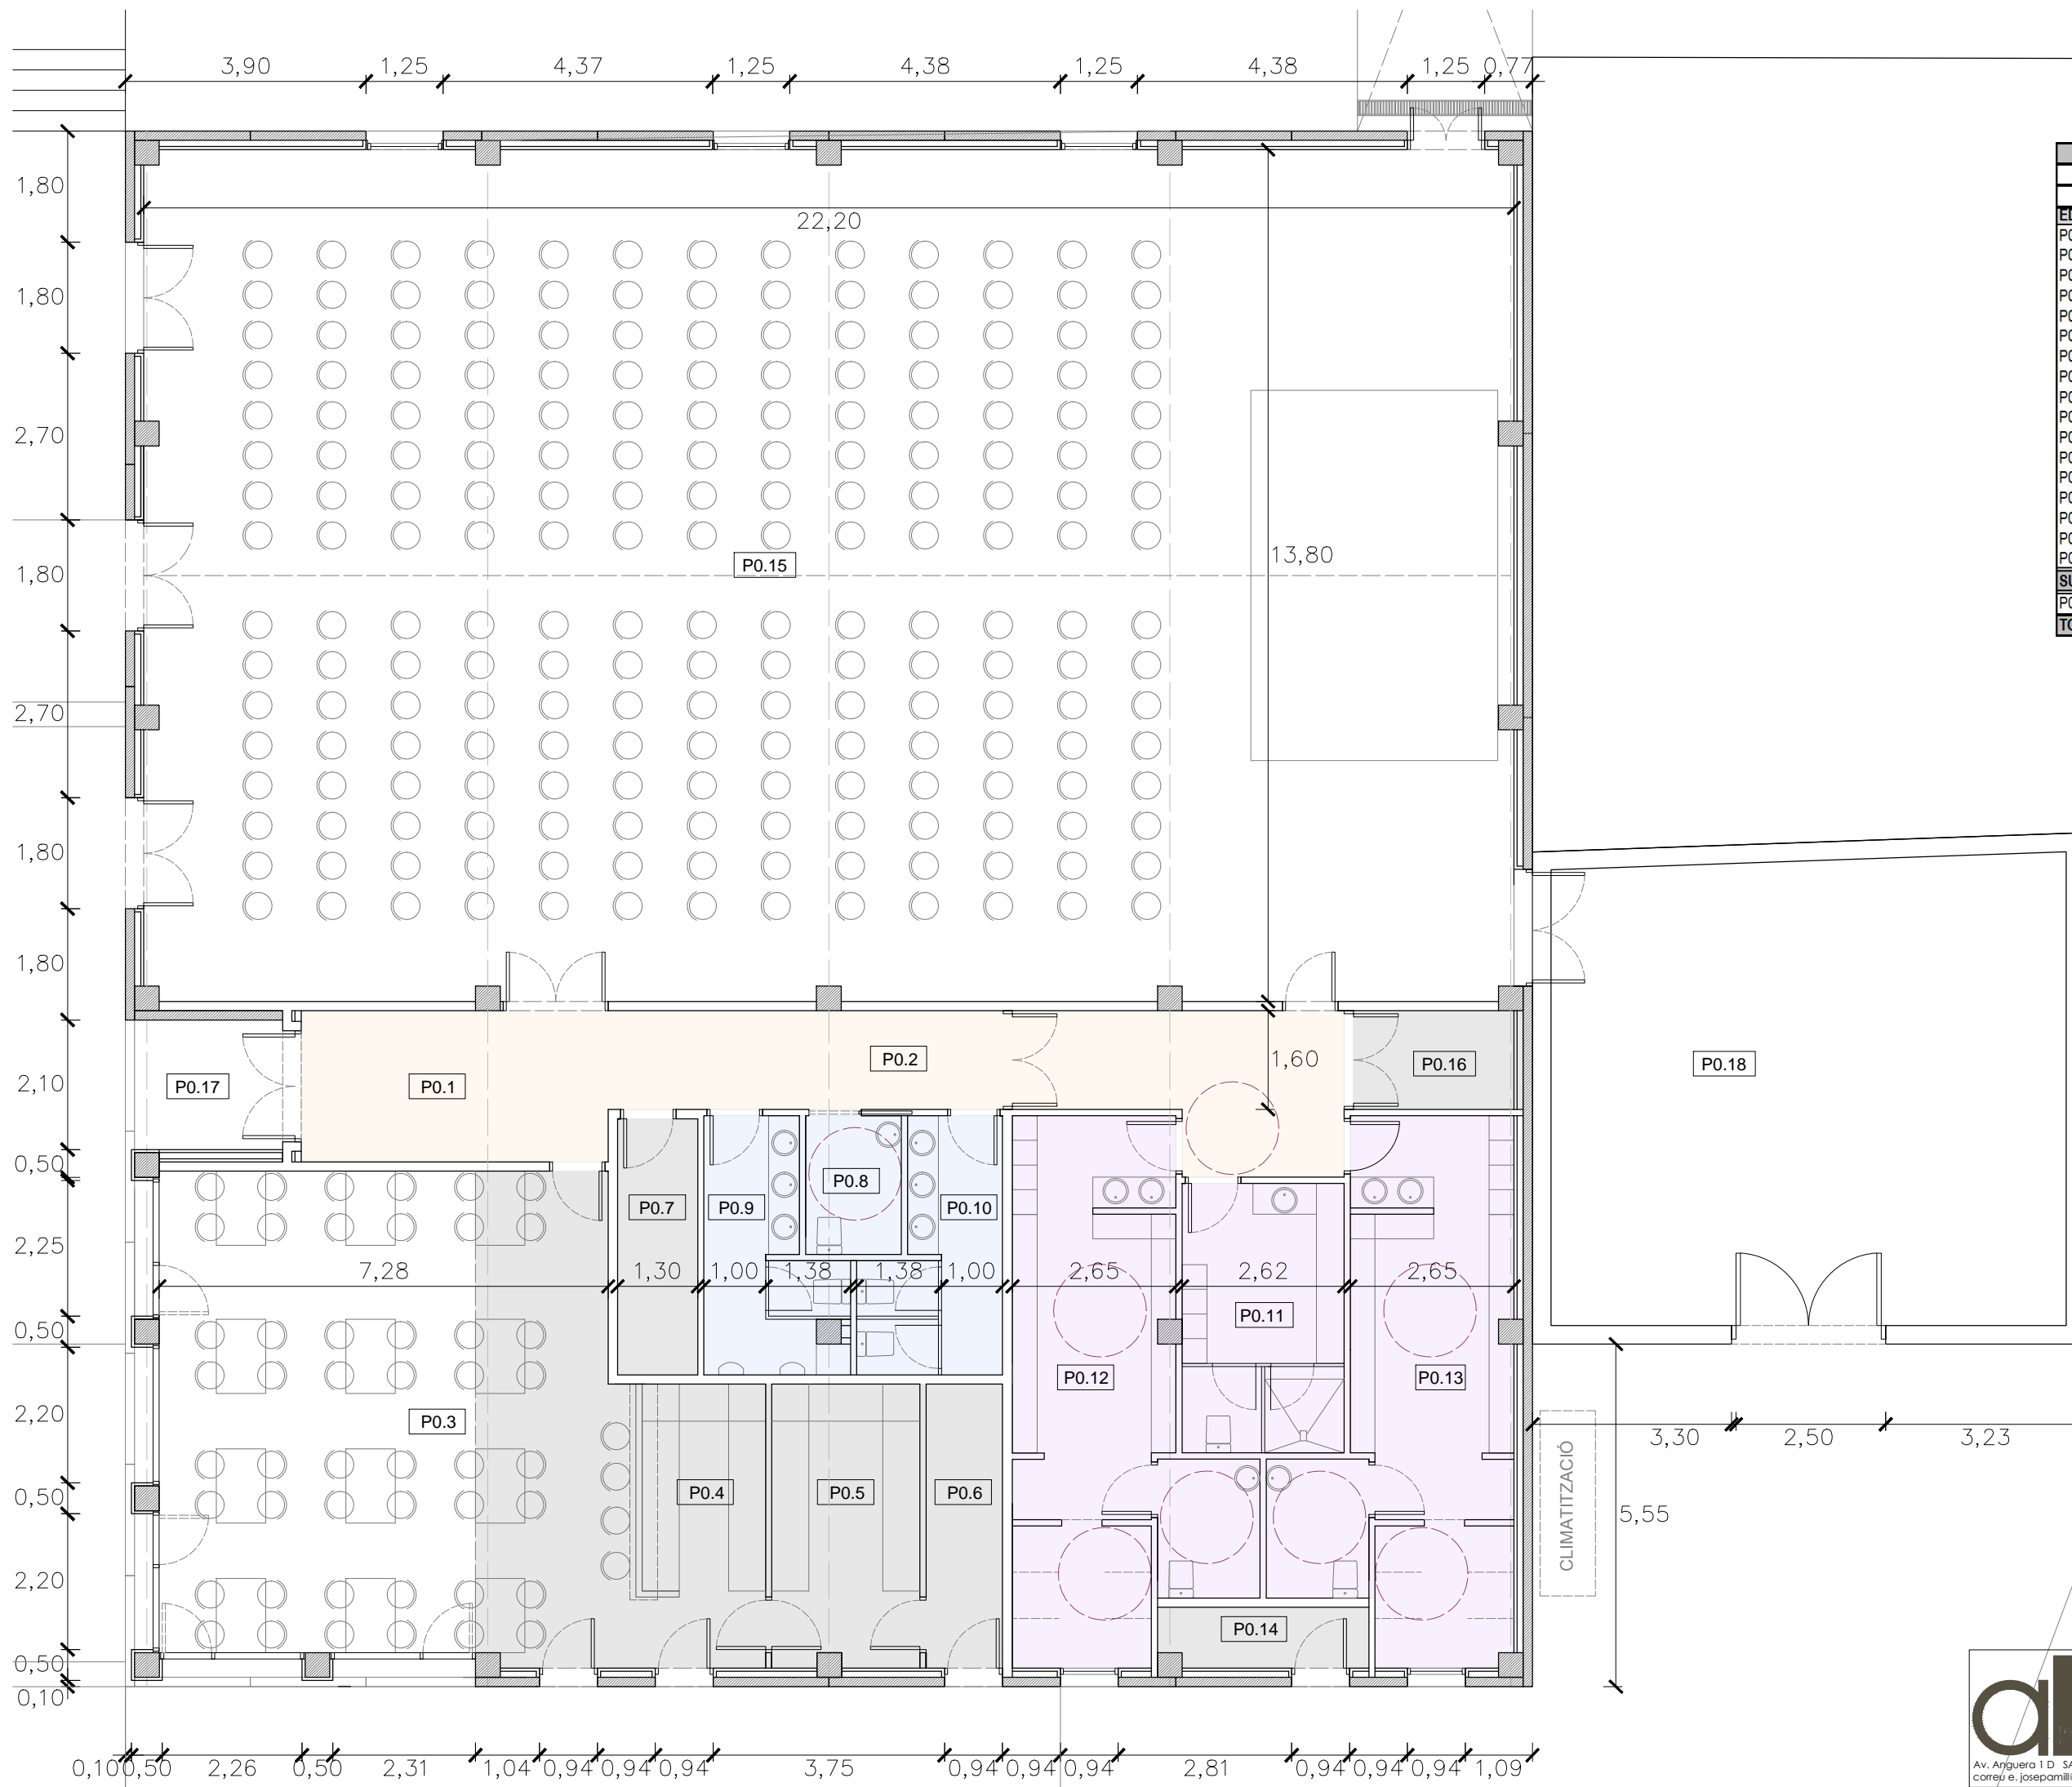 3,90 1,25 4,37 1,25 4,38 1,25 4,38 1,25 0,77
1,80
22,20
1,80
2,70
13,80
P0.15
1,80
2,70
1,80
1,80
P0.2
1,60
P0.16
P0.18
P0.17
P0.1
2,10
0,50
P0.8
P0.7
P0.9
P0.10
2,25
7,28 1,30 1,00 1,38 1,38 1,00 2,65 2,62 2,65
P0.11
0,50
P0.12
P0.13
P0.3
2,20
3,30 2,50 3,23
CLIMATITZACIÓ
P0.4
P0.5
P0.6
0,50
5,55
2,20
P0.14
0,50
0,10
0,10 0,50 2,26 0,50 2,31 1,04 0,94 0,94 0,94 3,75 0,94 0,94 0,94 2,81 0,94 0,94 0,94 1,09
Av. Anguera 1 D
correu e.